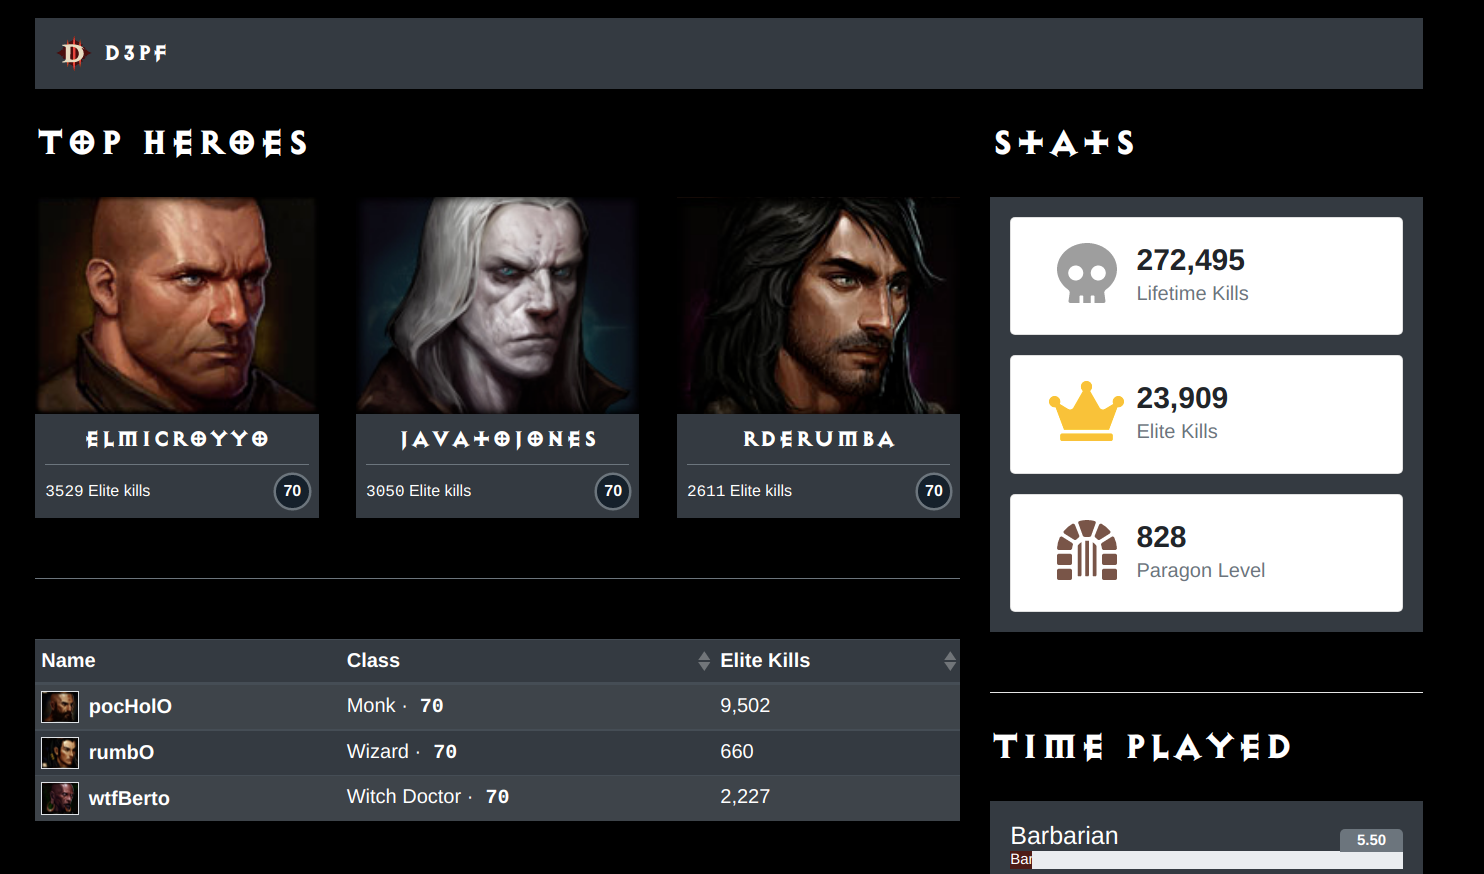 D3PF
TOP HEROES
ELMICROYYO
3529 Elite kills
70
JAVATOJONES
3050 Elite kills
70
RDERUMBA
2611 Elite kills
70
Name Class Elite Kills
pocHolO Monk · 70 9,502
rumbO Wizard · 70 660
wtfBerto Witch Doctor · 70 2,227
STATS
272,495
Lifetime Kills
23,909
Elite Kills
828
Paragon Level
TIME PLAYED
Barbarian 5.50
Bar